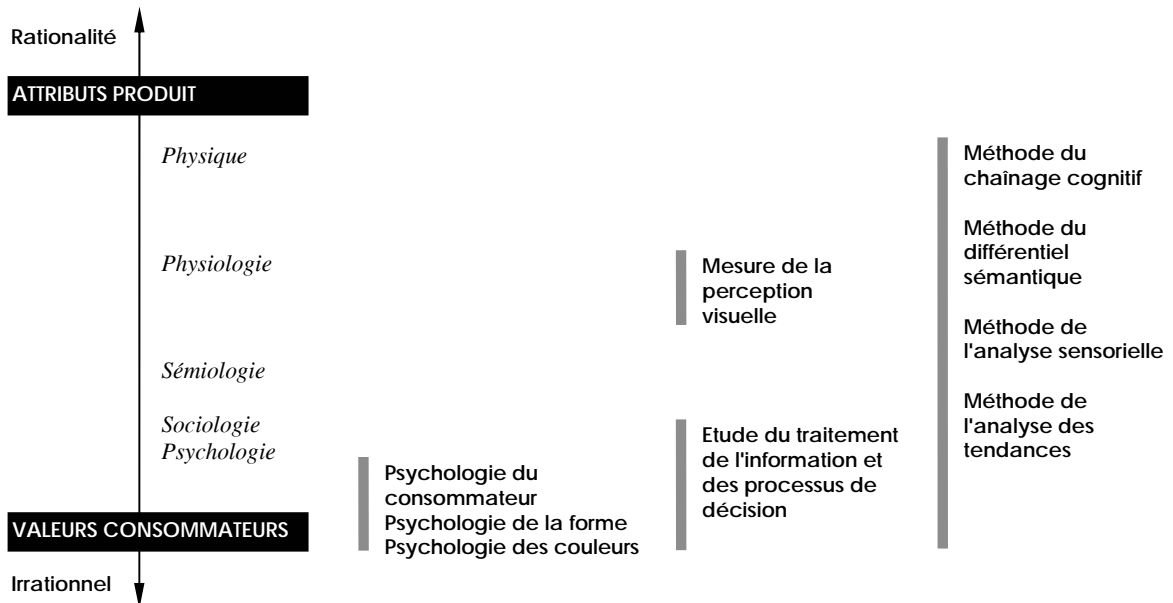 Rationalité
ATTRIBUTS PRODUIT
Physique
Physiologie
Sémiologie
Sociologie
Psychologie
VALEURS CONSOMMATEURS
Irrationnel
Psychologie du
consommateur
Psychologie de la forme
Psychologie des couleurs
Mesure de la
perception
visuelle
Etude du traitement
de l'information et
des processus de
décision
Méthode du
chaînage cognitif
Méthode du
différentiel
sémantique
Méthode de
l'analyse sensorielle
Méthode de
l'analyse des
tendances